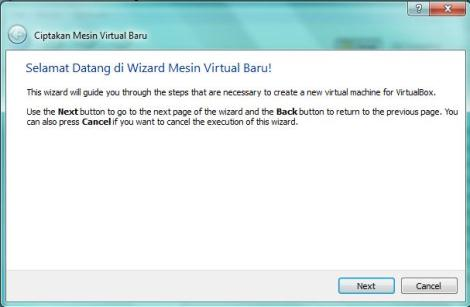 Ciptakan Mesin Virtual Baru
Selamat Datang di Wizard Mesin Virtual Baru!
This wizard will guide you through the steps that are necessary to create a new virtual machine for VirtualBox.
Use the Next button to go to the next page of the wizard and the Back button to return to the previous page. You
can also press Cancel if you want to cancel the execution of this wizard.
Next
Cancel